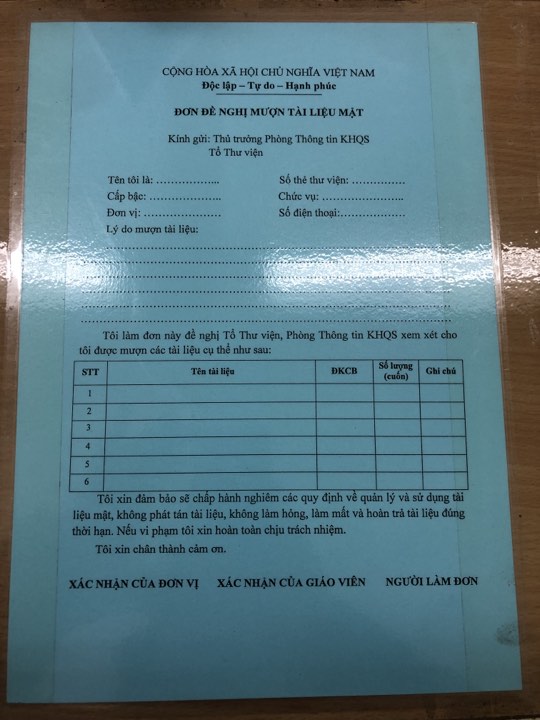 CỘNG HÒA XÃ HỘI CHỦ NGHĨA VIỆT NAM
Độc lập – Tự do – Hạnh phúc
ĐƠN ĐỀ NGHỊ MƯỢN TÀI LIỆU MẬT
Kính gửi: Thủ trưởng Phòng Thông tin KHQS
Tổ Thư viện
Tên tôi là: ……………….. Số thẻ thư viện: ……………
Cấp bậc: ………………… Chức vụ: …………………..
Đơn vị: …………………. Số điện thoại:………………
Lý do mượn tài liệu:
Tôi làm đơn này đề nghị Tổ Thư viện, Phòng Thông tin KHQS xem xét cho
tôi được mượn các tài liệu cụ thể như sau:
STT Tên tài liệu ĐKCB Số lượng (cuốn) Ghi chú
1
2
3
4
5
6
Tôi xin đảm bảo sẽ chấp hành nghiêm các quy định về quản lý và sử dụng tài
liệu mật, không phát tán tài liệu, không làm hỏng, làm mất và hoàn trả tài liệu đúng
thời hạn. Nếu vi phạm tôi xin hoàn toàn chịu trách nhiệm.
Tôi xin chân thành cảm ơn.
XÁC NHẬN CỦA ĐƠN VỊ XÁC NHẬN CỦA GIÁO VIÊN NGƯỜI LÀM ĐƠN